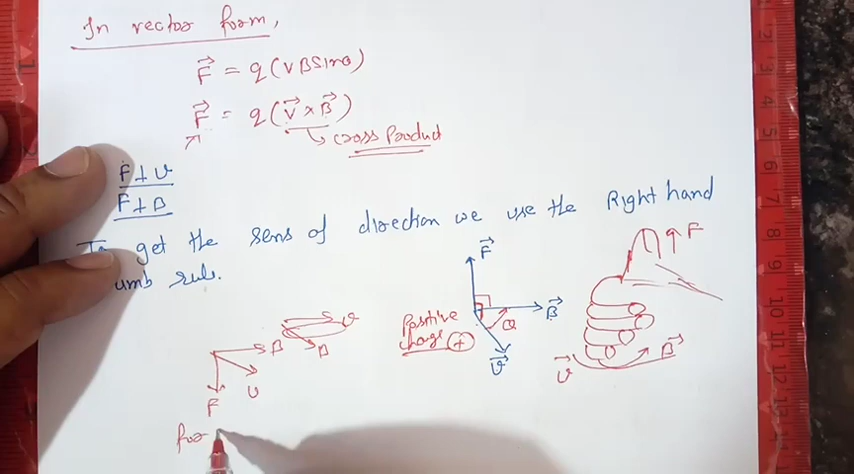 In vector form,
F = q(VBSinθ)
F = q(V×B)
Cross Product
F⊥v
F⊥B
To get the sens of direction we use the Right hand
umb rule.
F
F
Positive
charge +
B
θ
v
v
B
B
v
F
v
B
for